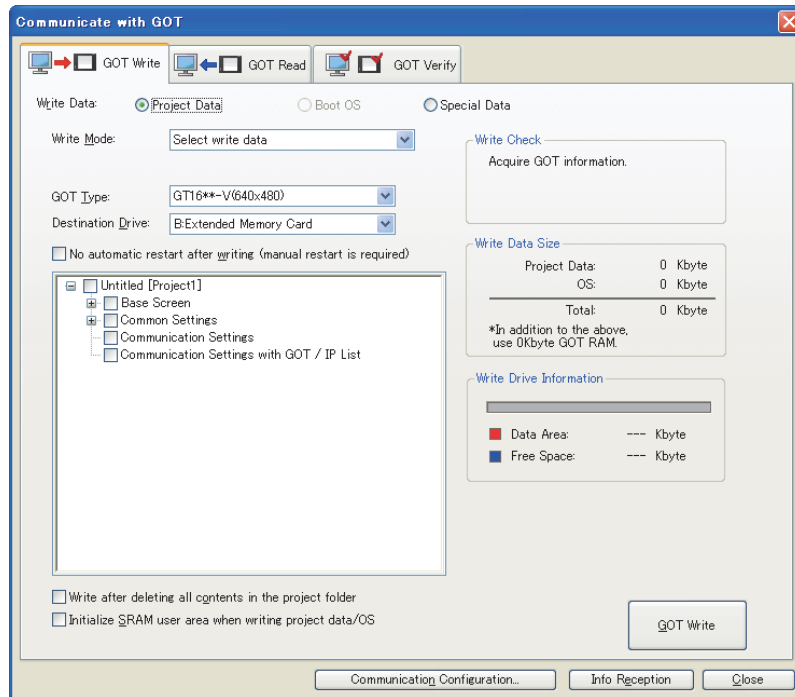 Communicate with GOT
GOT Write GOT Read GOT Verify
Write Data: Project Data Boot OS Special Data
Write Mode: Select write data
Write Check
Acquire GOT information.
GOT Type: GT16**-V(640x480)
Destination Drive: B:Extended Memory Card
No automatic restart after writing (manual restart is required)
Write Data Size
Project Data: 0 Kbyte
OS: 0 Kbyte
Total: 0 Kbyte
*In addition to the above,
use 0Kbyte GOT RAM.
Untitled [Project1]
Base Screen
Common Settings
Communication Settings
Communication Settings with GOT / IP List
Write Drive Information
Data Area: --- Kbyte
Free Space: --- Kbyte
Write after deleting all contents in the project folder
Initialize SRAM user area when writing project data/OS
GOT Write
Communication Configuration... Info Reception Close